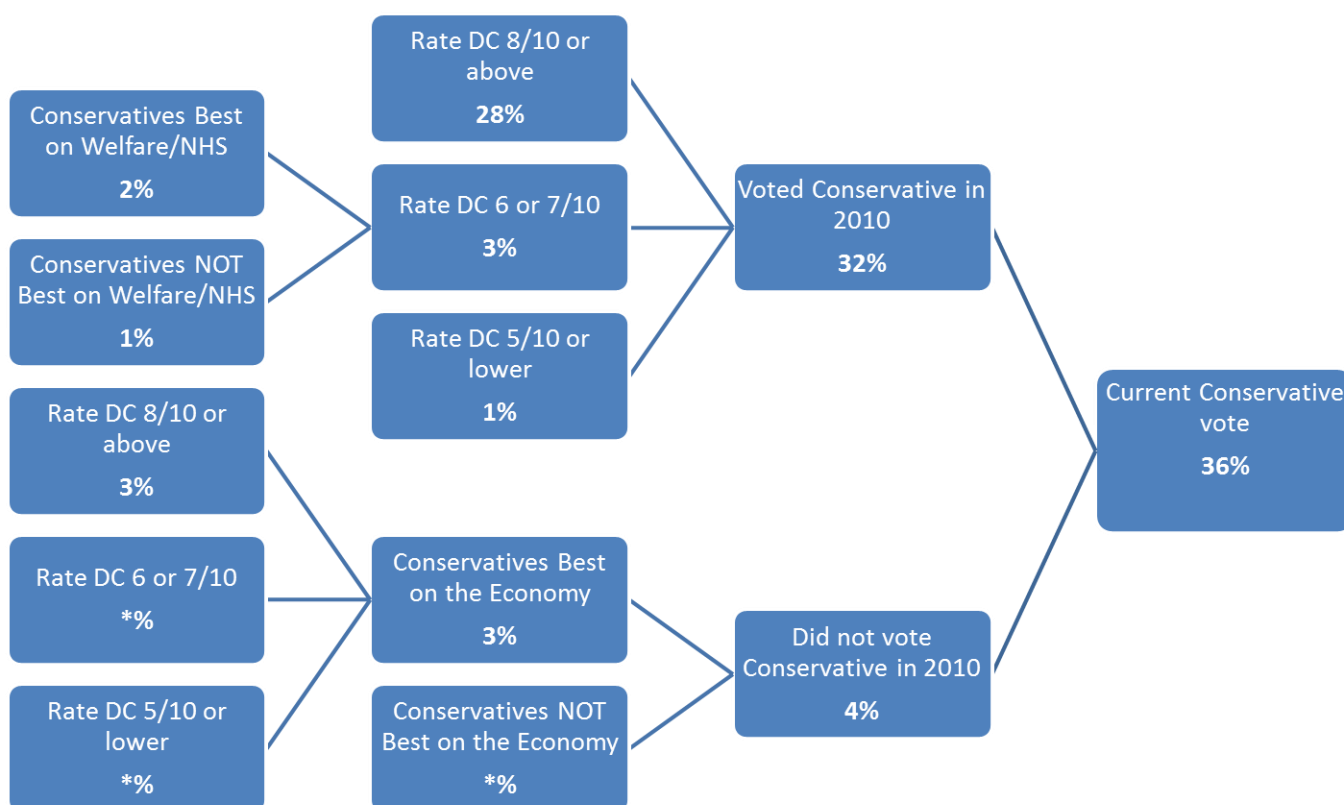 Conservatives Best
on Welfare/NHS
2%
Conservatives NOT
Best on Welfare/NHS
1%
Rate DC 8/10 or
above
3%
Rate DC 6 or 7/10
*%
Rate DC 5/10 or
lower
*%
Rate DC 8/10 or
above
28%
Rate DC 6 or 7/10
3%
Rate DC 5/10 or
lower
1%
Conservatives Best
on the Economy
3%
Conservatives NOT
Best on the Economy
*%
Voted Conservative in
2010
32%
Did not vote
Conservative in 2010
4%
Current Conservative
vote
36%